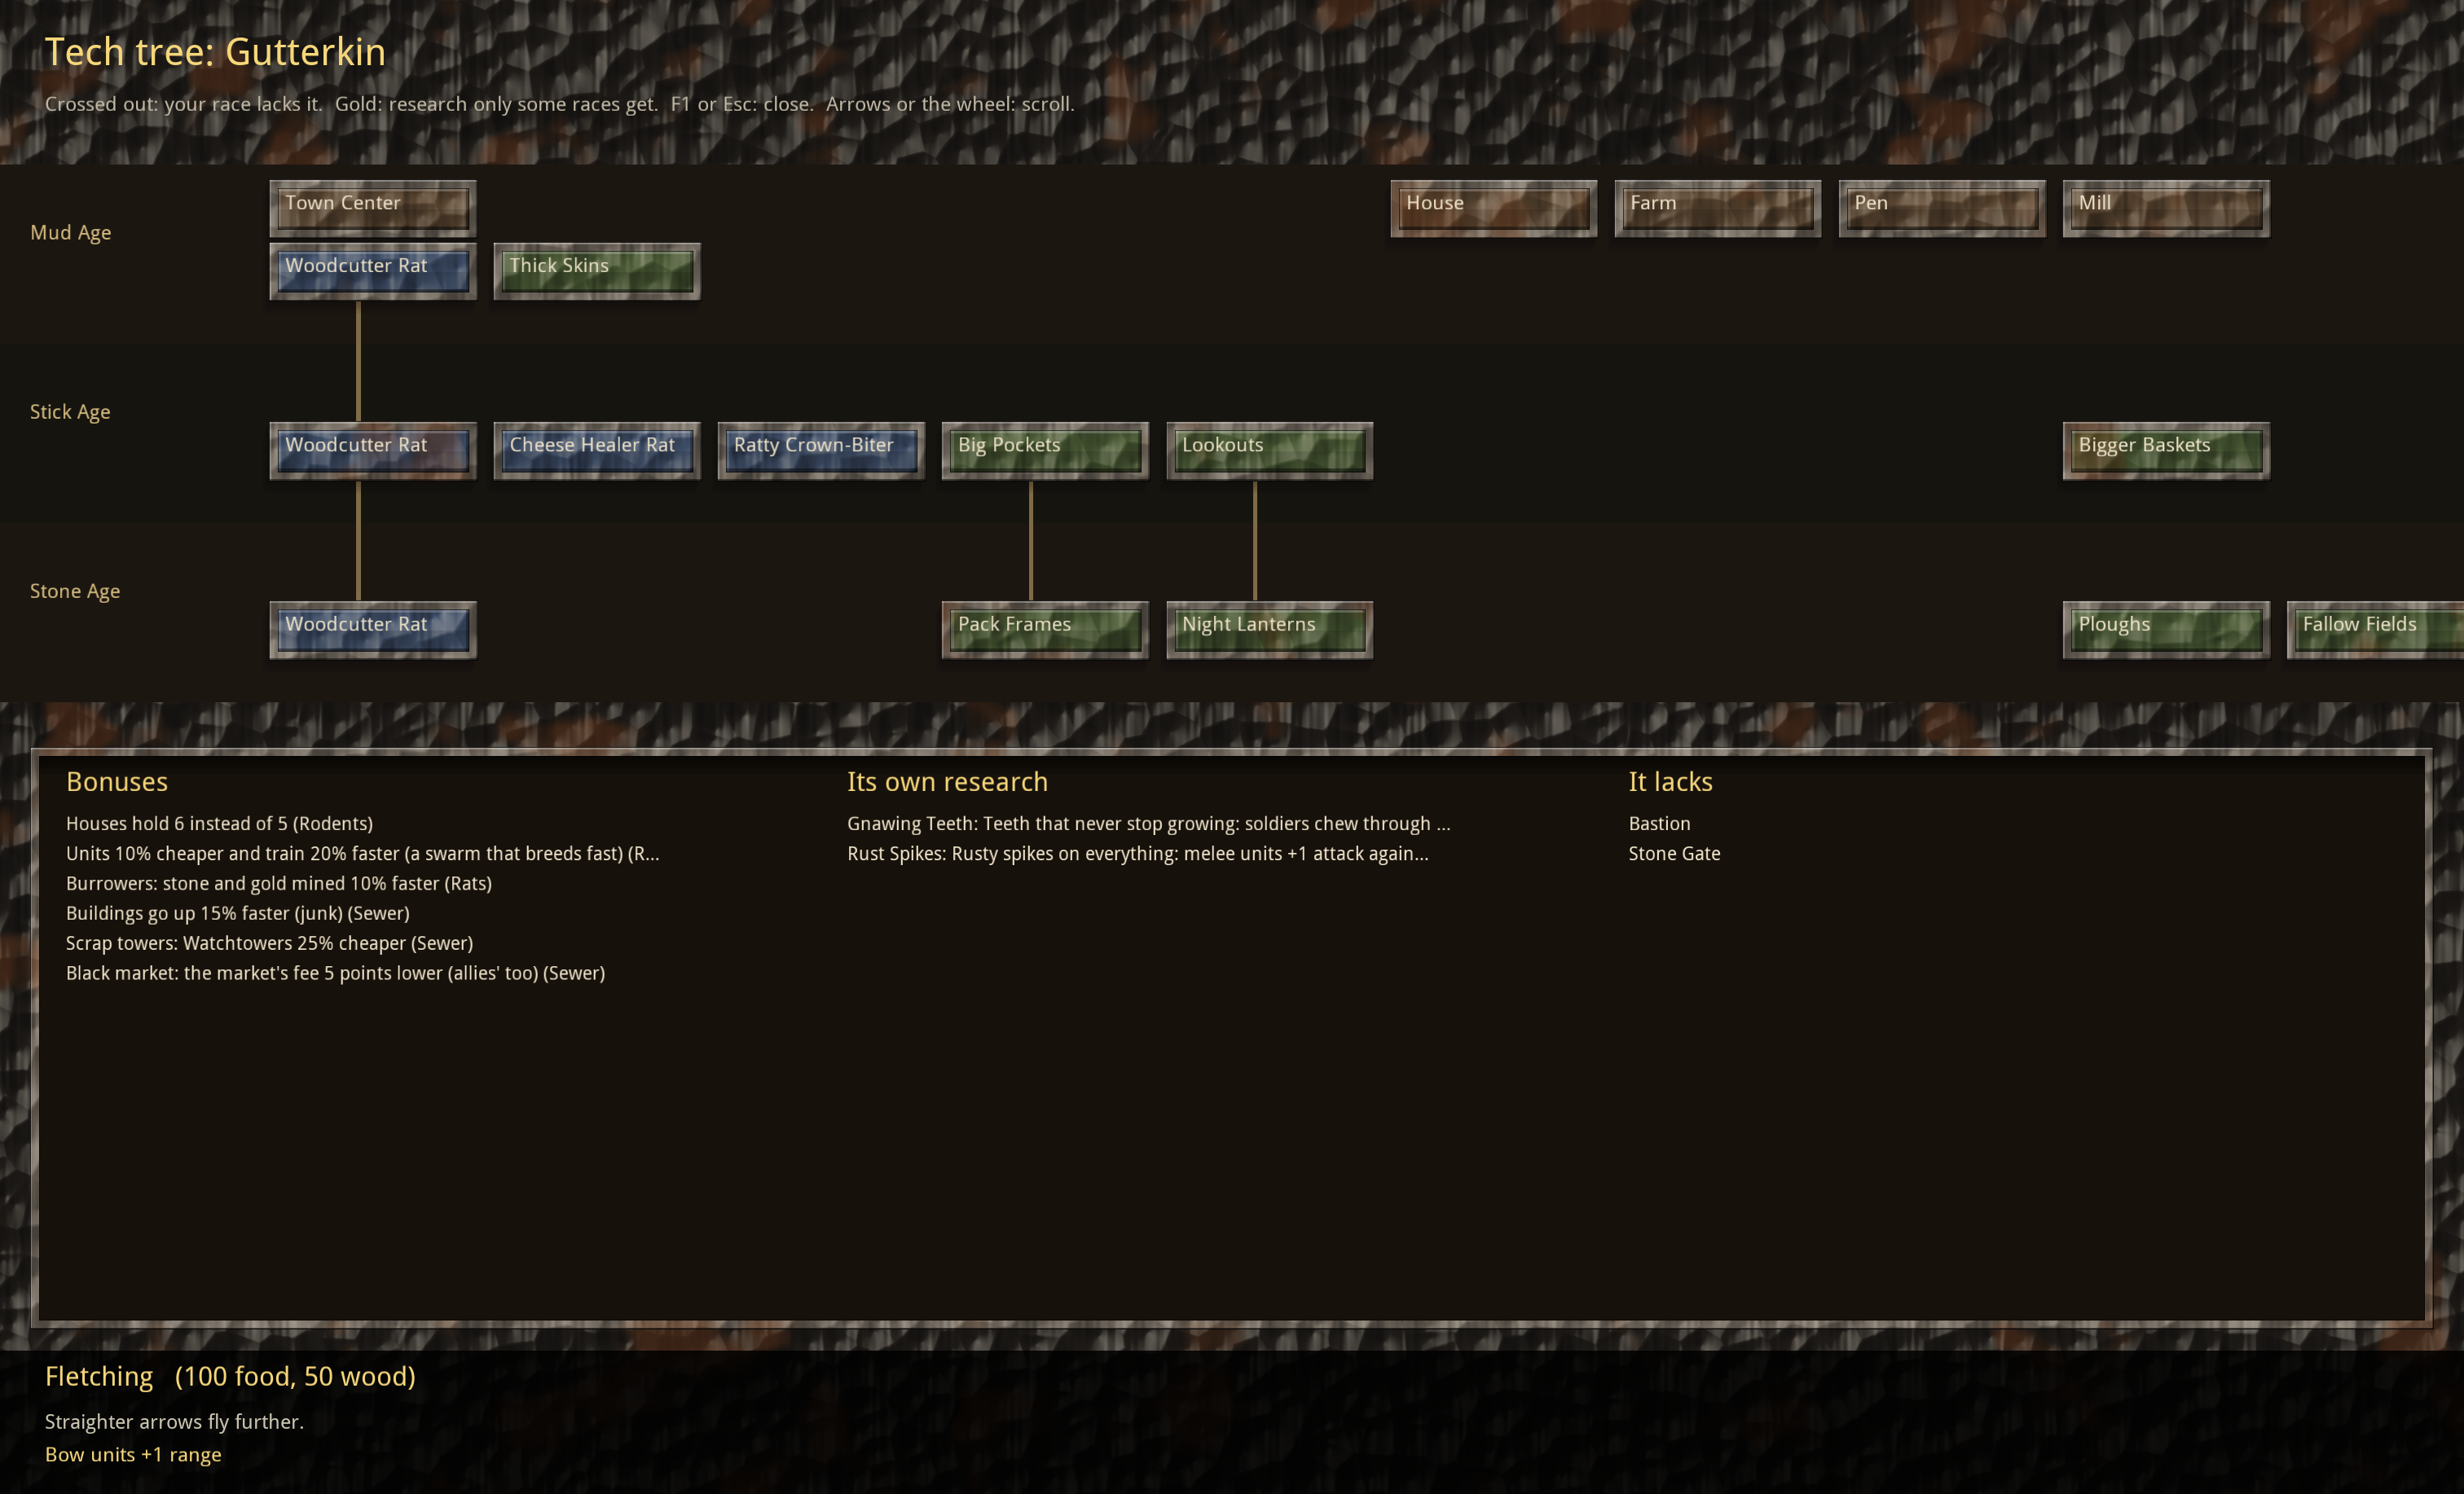 Tech tree: Gutterkin
Crossed out: your race lacks it.  Gold: research only some races get.  F1 or Esc: close.  Arrows or the wheel: scroll.
Mud Age
Town Center
House
Farm
Pen
Mill
Woodcutter Rat
Thick Skins
Stick Age
Woodcutter Rat
Cheese Healer Rat
Ratty Crown-Biter
Big Pockets
Lookouts
Bigger Baskets
Stone Age
Woodcutter Rat
Pack Frames
Night Lanterns
Ploughs
Fallow Fields
Bonuses
Houses hold 6 instead of 5 (Rodents)
Units 10% cheaper and train 20% faster (a swarm that breeds fast) (R...
Burrowers: stone and gold mined 10% faster (Rats)
Buildings go up 15% faster (junk) (Sewer)
Scrap towers: Watchtowers 25% cheaper (Sewer)
Black market: the market's fee 5 points lower (allies' too) (Sewer)
Its own research
Gnawing Teeth: Teeth that never stop growing: soldiers chew through ...
Rust Spikes: Rusty spikes on everything: melee units +1 attack again...
It lacks
Bastion
Stone Gate
Fletching   (100 food, 50 wood)
Straighter arrows fly further.
Bow units +1 range